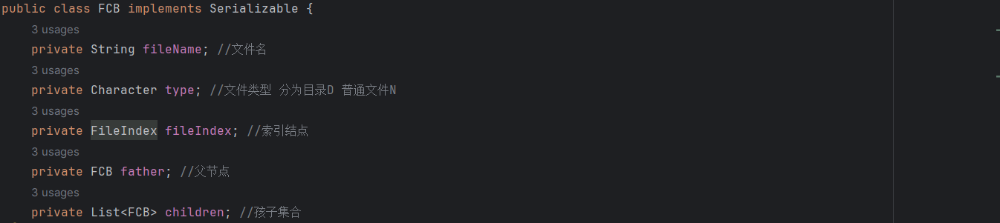 public class FCB implements Serializable {
3 usages
private String fileName; //文件名
3 usages
private Character type; //文件类型 分为目录D 普通文件N
3 usages
private FileIndex fileIndex; //索引结点
3 usages
private FCB father; //父节点
3 usages
private List<FCB> children; //孩子集合